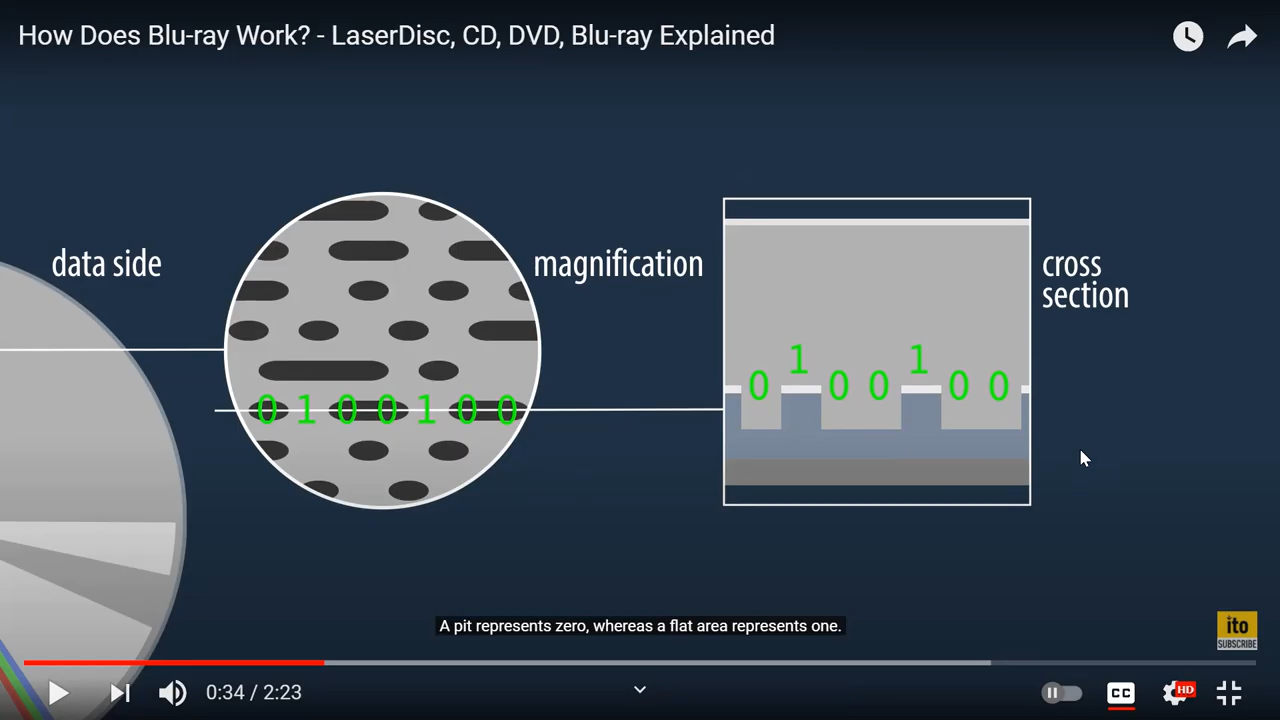 How Does Blu-ray Work? - LaserDisc, CD, DVD, Blu-ray Explained
data side
magnification
cross
section
0 1 0 0 1 0 0
0 1 0 0 1 0 0
A pit represents zero, whereas a flat area represents one.
ito
SUBSCRIBE
0:34 / 2:23
CC
HD